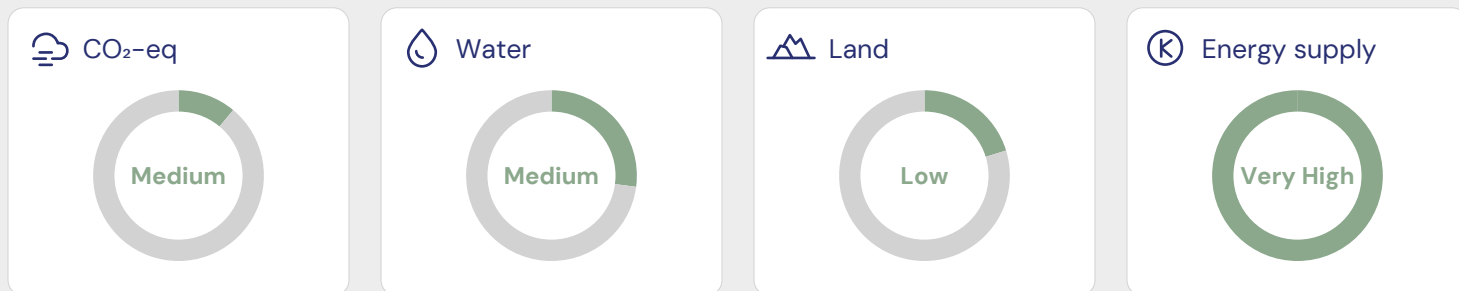 CO₂-eq
Water
Land
Energy supply
Medium
Medium
Low
Very High